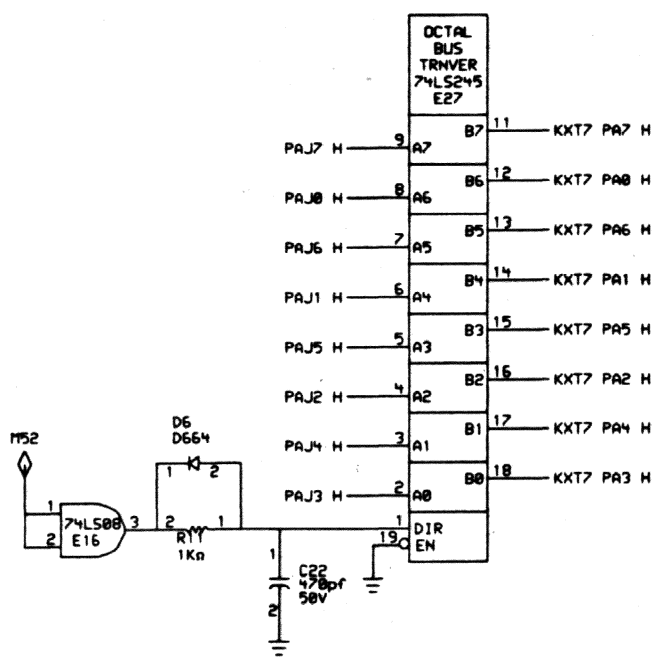 OCTAL
BUS
TRNVER
74LS245
E27
B7 11 KXT7 PA7 H
PAJ7 H 9 A7
B6 12 KXT7 PA0 H
PAJ0 H 8 A6
B5 13 KXT7 PA6 H
PAJ6 H 7 A5
B4 14 KXT7 PA1 H
PAJ1 H 6 A4
B3 15 KXT7 PA5 H
PAJ5 H 5 A3
B2 16 KXT7 PA2 H
PAJ2 H 4 A2
B1 17 KXT7 PA4 H
PAJ4 H 3 A1
B0 18 KXT7 PA3 H
PAJ3 H 2 A0
D6
D664
M52
1 2
1 74LS08 3 2 1 1 DIR
2 E16 R11 19 EN
1KΩ
1 C22
470pf
50V
2